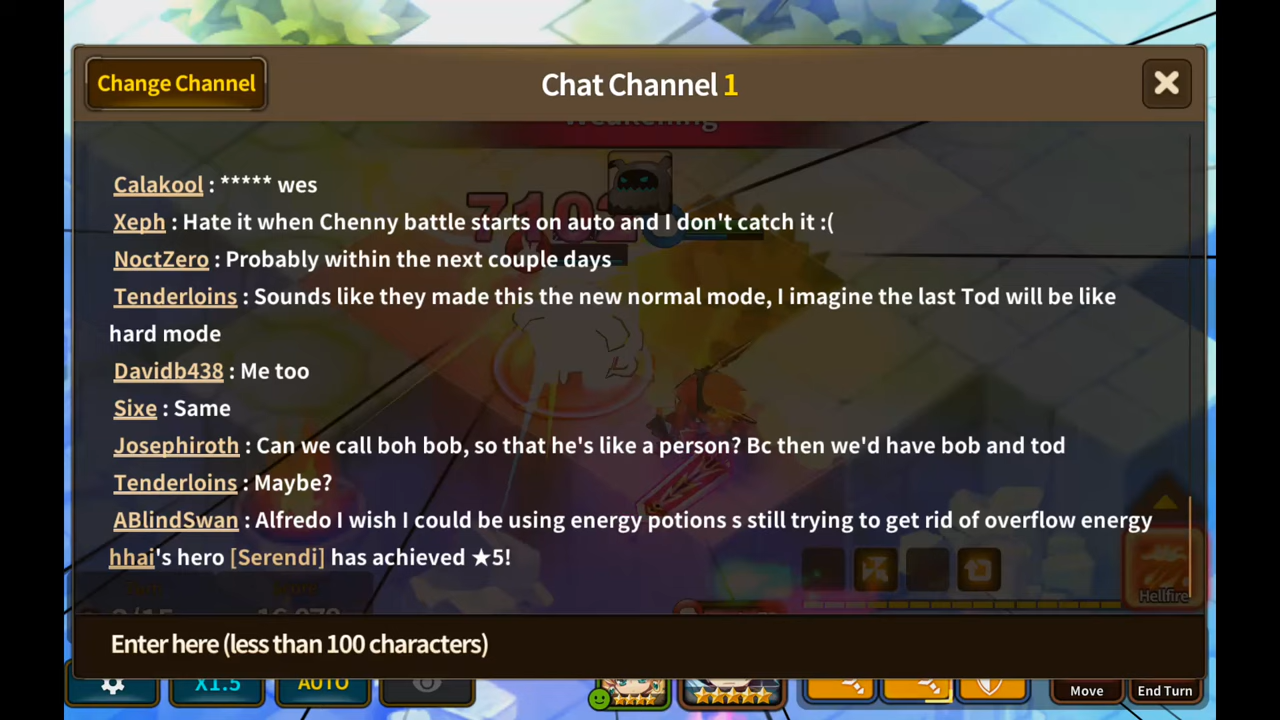 Change Channel
Chat Channel 1
Weakening
7102
Calakool : ***** wes
Xeph : Hate it when Chenny battle starts on auto and I don't catch it :(
NoctZero : Probably within the next couple days
Tenderloins : Sounds like they made this the new normal mode, I imagine the last Tod will be like
hard mode
Davidb438 : Me too
Sixe : Same
Josephiroth : Can we call boh bob, so that he's like a person? Bc then we'd have bob and tod
Tenderloins : Maybe?
ABlindSwan : Alfredo I wish I could be using energy potions s still trying to get rid of overflow energy
hhai's hero [Serendi] has achieved ★5!
Hellfire
Enter here (less than 100 characters)
X1.5
AUTO
Move
End Turn